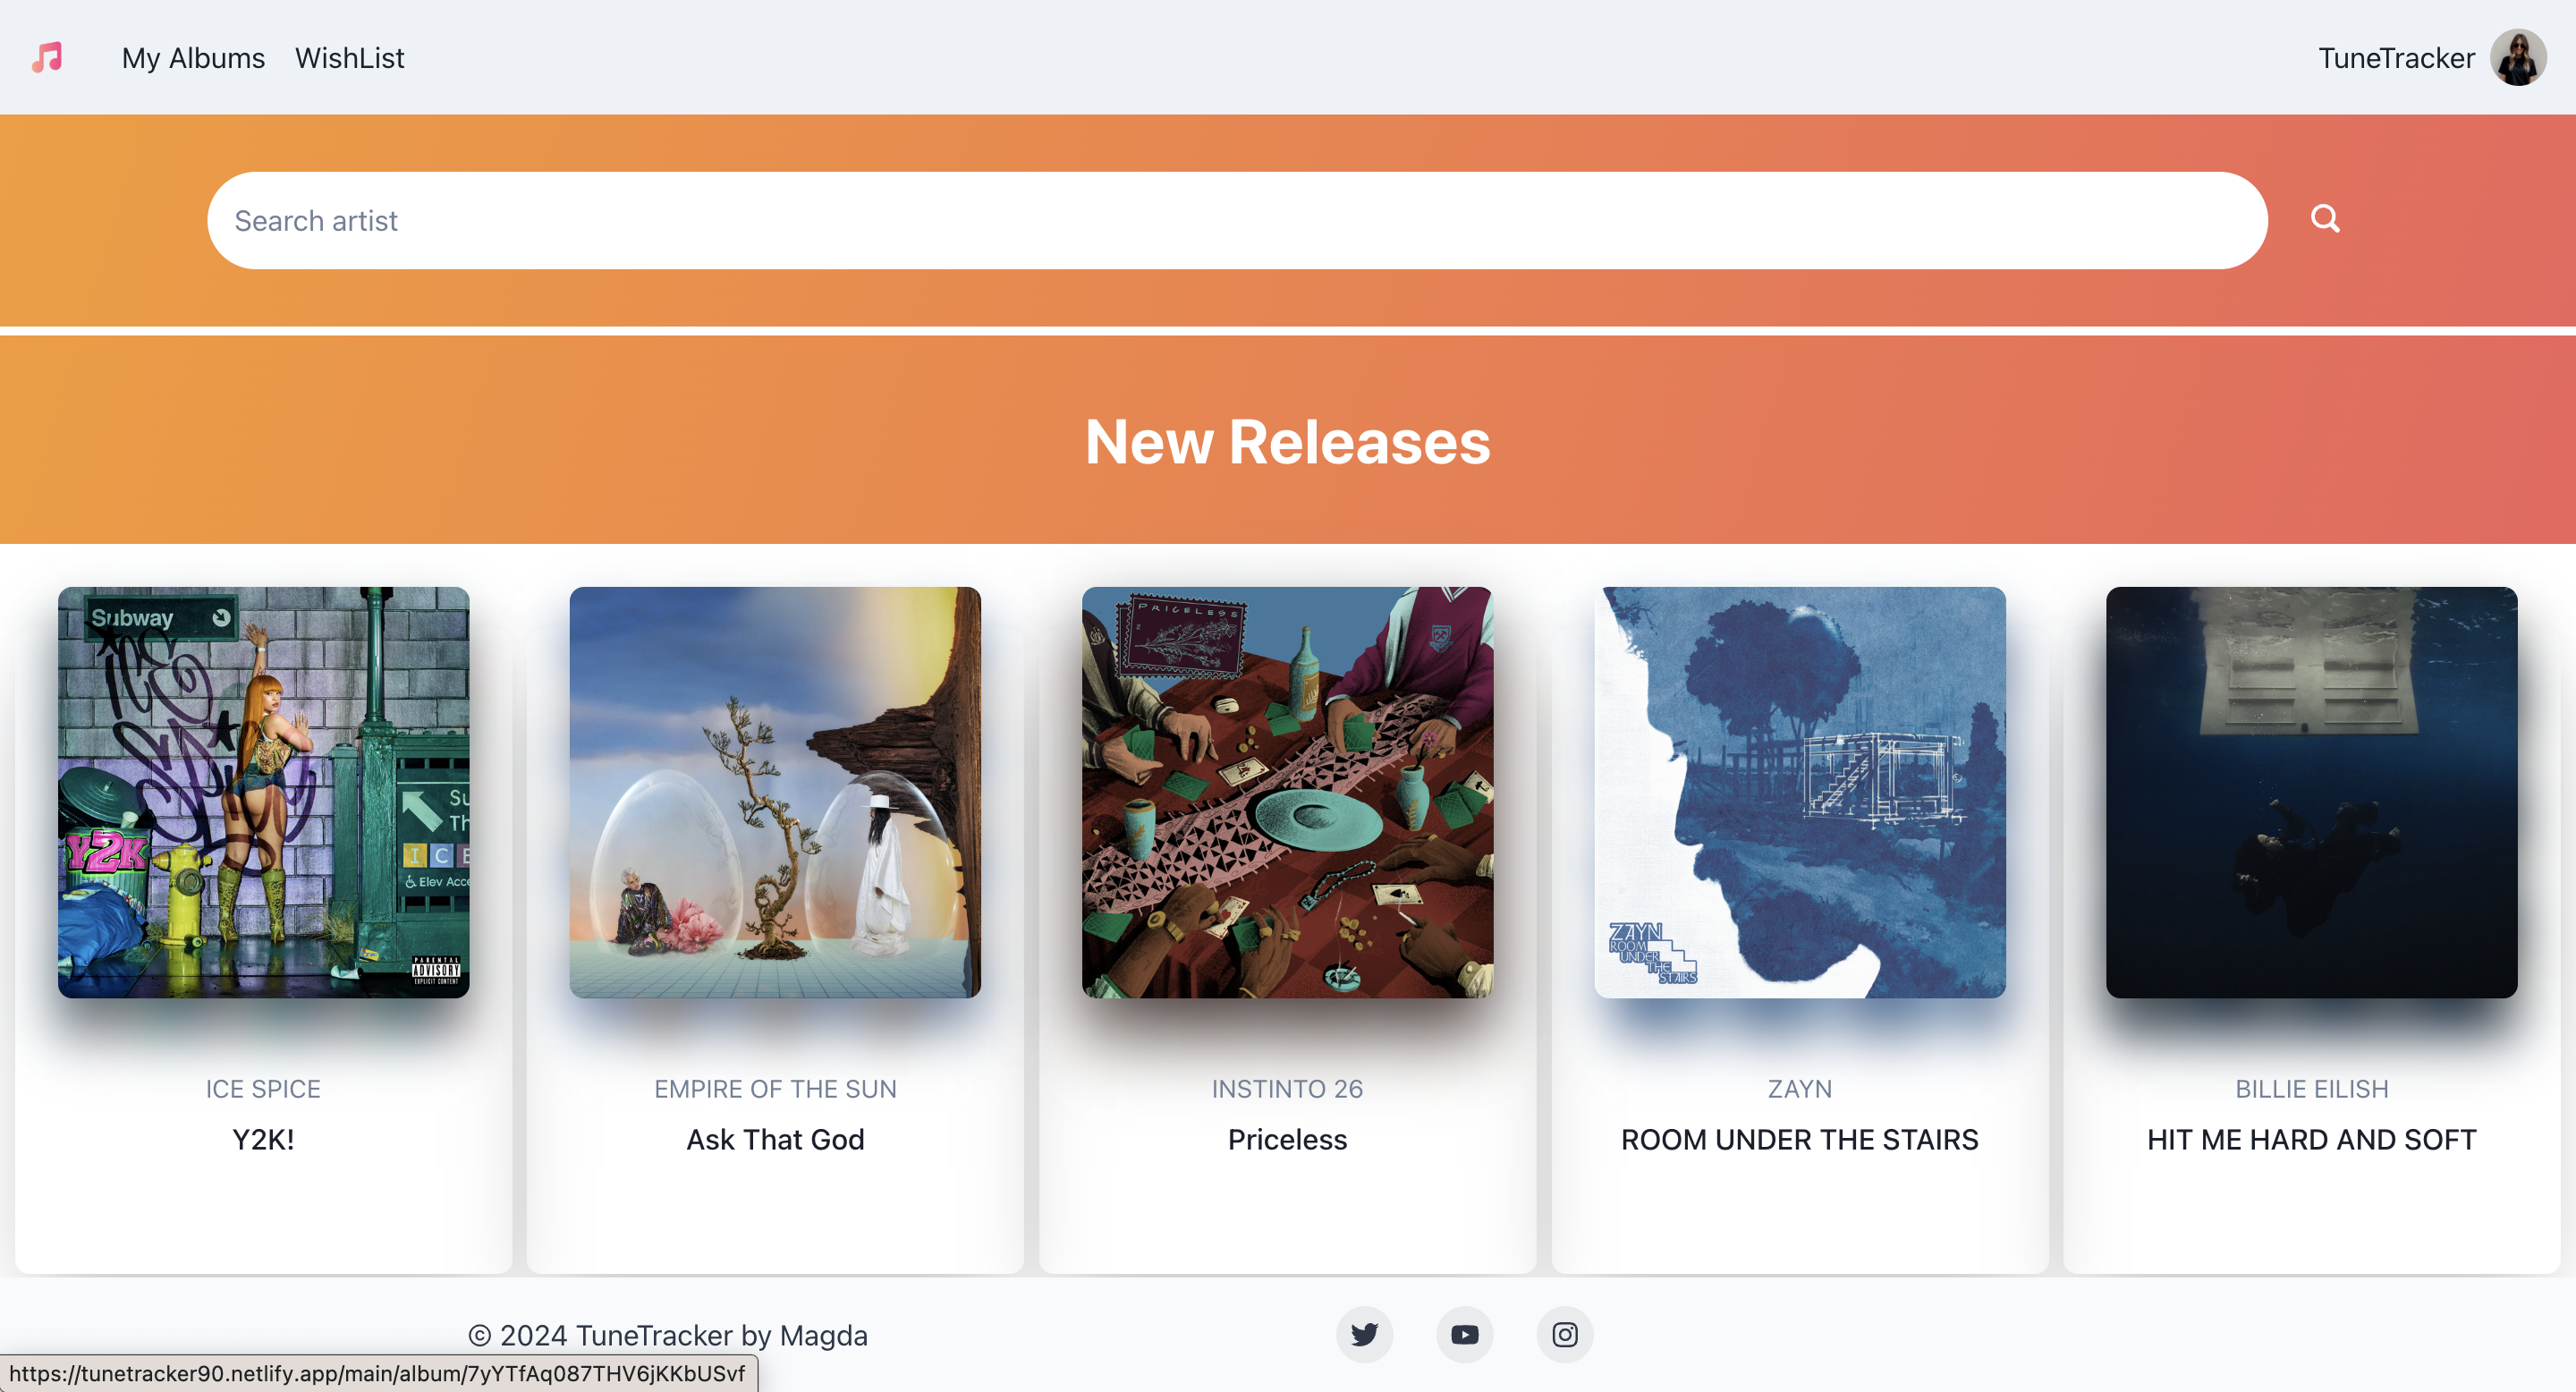 My Albums WishList TuneTracker
Search artist
New Releases
Subway
Y2K
Su
Th
I C E
Elev Acce
PARENTAL
ADVISORY
EXPLICIT CONTENT
PRICELESS
ZAYN
ROOM
UNDER
THE
STAIRS
ICE SPICE
Y2K!
EMPIRE OF THE SUN
Ask That God
INSTINTO 26
Priceless
ZAYN
ROOM UNDER THE STAIRS
BILLIE EILISH
HIT ME HARD AND SOFT
© 2024 TuneTracker by Magda
https://tunetracker90.netlify.app/main/album/7yYTfAq087THV6jKKbUSvf